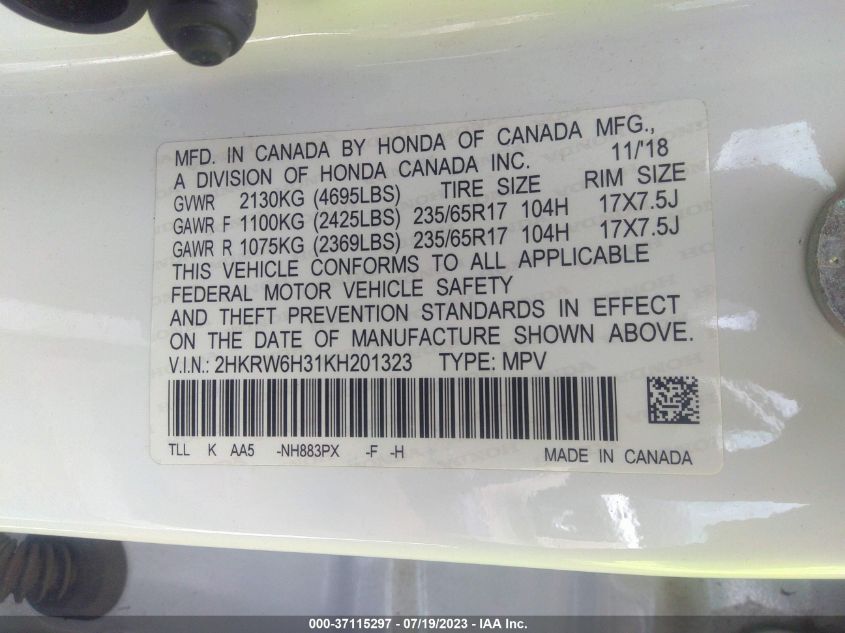 MFD. IN CANADA BY HONDA OF CANADA MFG.,
A DIVISION OF HONDA CANADA INC. 11/'18
GVWR 2130KG (4695LBS) TIRE SIZE RIM SIZE
GAWR F 1100KG (2425LBS) 235/65R17 104H 17X7.5J
GAWR R 1075KG (2369LBS) 235/65R17 104H 17X7.5J
THIS VEHICLE CONFORMS TO ALL APPLICABLE
FEDERAL MOTOR VEHICLE SAFETY
AND THEFT PREVENTION STANDARDS IN EFFECT
ON THE DATE OF MANUFACTURE SHOWN ABOVE.
V.I.N.: 2HKRW6H31KH201323 TYPE: MPV
TLL K AA5 -NH883PX -F -H MADE IN CANADA
000-37115297 - 07/19/2023 - IAA Inc.